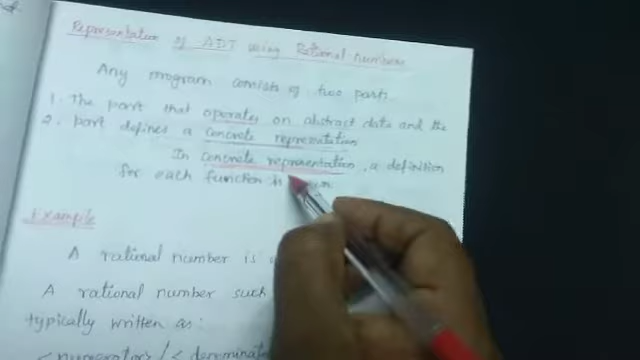 Representation of ADT using Rational numbers
Any program consists of two parts.
1. The part that operates on abstract data and the
2. part defines a concrete representation
In concrete representation, a definition
for each function is
Example
A rational number is
A rational number such
typically written as:
<numerator>/<denominato